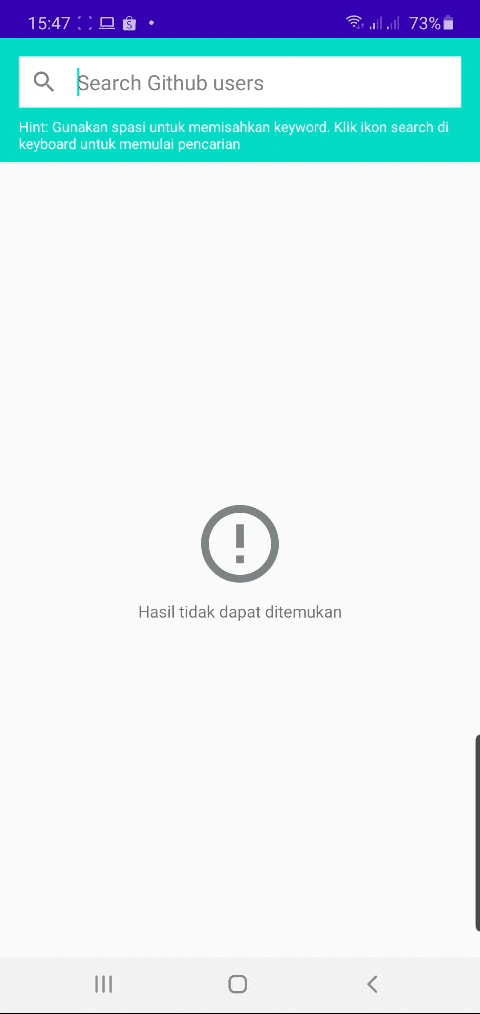 15:47
73%
Search Github users
Hint: Gunakan spasi untuk memisahkan keyword. Klik ikon search di
keyboard untuk memulai pencarian
Hasil tidak dapat ditemukan